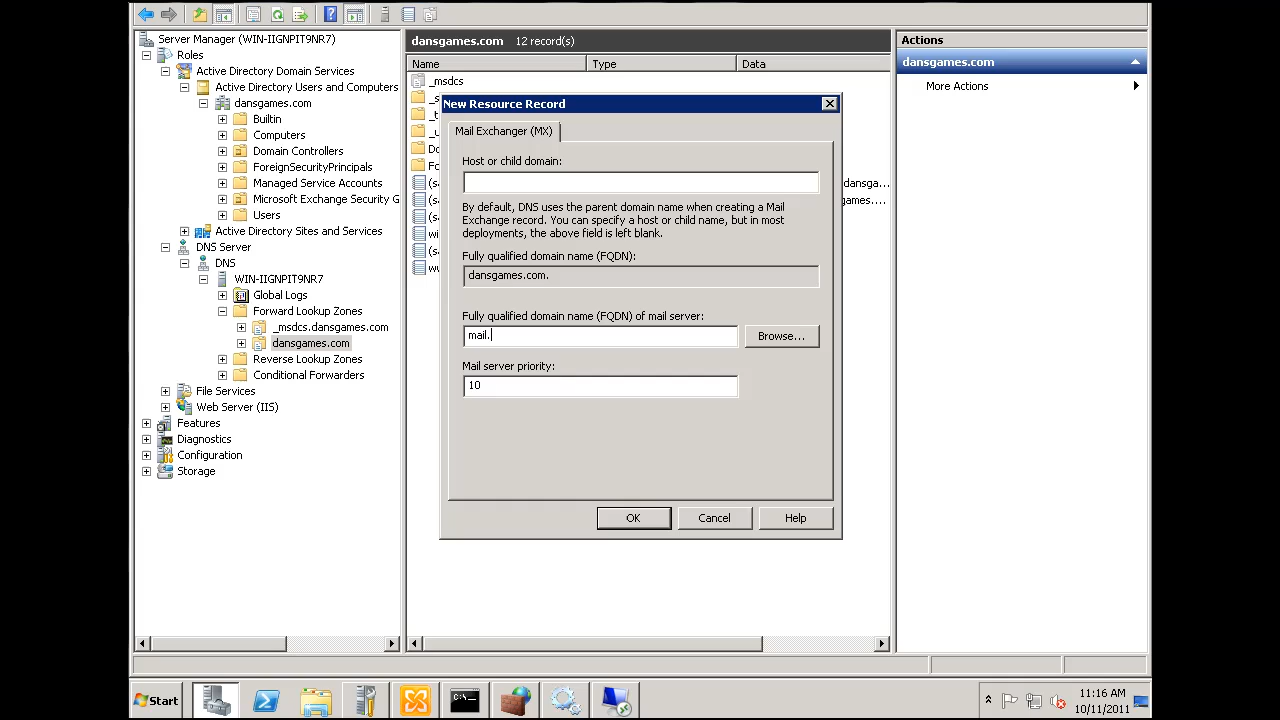 Server Manager (WIN-IIGNPIT9NR7)
Roles
Active Directory Domain Services
Active Directory Users and Computers
dansgames.com
Builtin
Computers
Domain Controllers
ForeignSecurityPrincipals
Managed Service Accounts
Microsoft Exchange Security G
Users
Active Directory Sites and Services
DNS Server
DNS
WIN-IIGNPIT9NR7
Global Logs
Forward Lookup Zones
_msdcs.dansgames.com
dansgames.com
Reverse Lookup Zones
Conditional Forwarders
File Services
Web Server (IIS)
Features
Diagnostics
Configuration
Storage
dansgames.com 12 record(s)
Name Type Data
_msdcs
New Resource Record
Mail Exchanger (MX)
Host or child domain:
By default, DNS uses the parent domain name when creating a Mail
Exchange record. You can specify a host or child name, but in most
deployments, the above field is left blank.
Fully qualified domain name (FQDN):
dansgames.com.
Fully qualified domain name (FQDN) of mail server:
mail.
Browse...
Mail server priority:
10
OK Cancel Help
dansga...
games....
Actions
dansgames.com
More Actions
Start
11:16 AM
10/11/2011